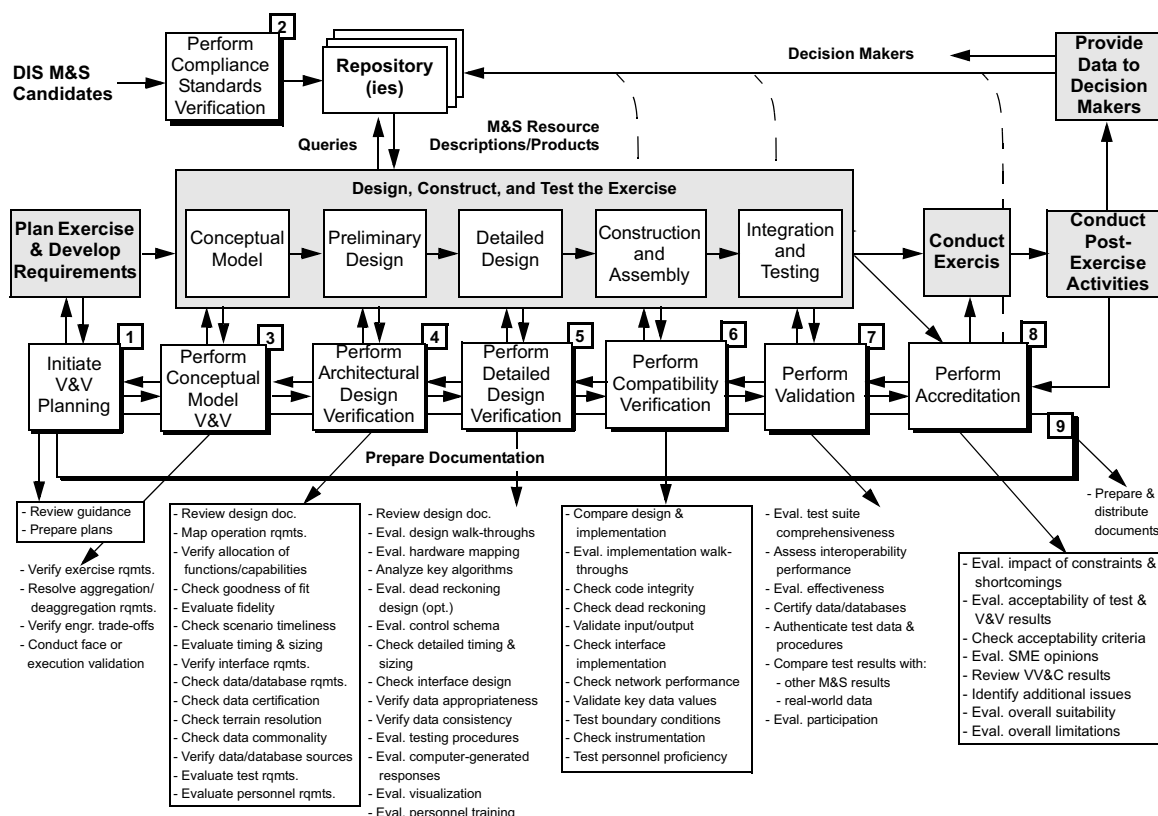 2
Perform
Compliance
Standards
Verification
DIS M&S
Candidates
Repository
(ies)
Decision Makers
Provide
Data to
Decision
Makers
Queries
M&S Resource
Descriptions/Products
Design, Construct, and Test the Exercise
Plan Exercise
& Develop
Requirements
Conceptual
Model
Preliminary
Design
Detailed
Design
Construction
and
Assembly
Integration
and
Testing
Conduct
Exercis
Conduct
Post-
Exercise
Activities
1
Initiate
V&V
Planning
3
Perform
Conceptual
Model
V&V
4
Perform
Architectural
Design
Verification
5
Perform
Detailed
Design
Verification
6
Perform
Compatibility
Verification
7
Perform
Validation
8
Perform
Accreditation
9
Prepare Documentation
- Review guidance
- Prepare plans
- Verify exercise rqmts.
- Resolve aggregation/
deaggregation rqmts.
- Verify engr. trade-offs
- Conduct face or
execution validation
- Review design doc.
- Map operation rqmts.
- Verify allocation of
functions/capabilities
- Check goodness of fit
- Evaluate fidelity
- Check scenario timeliness
- Evaluate timing & sizing
- Verify interface rqmts.
- Check data/database rqmts.
- Check data certification
- Check terrain resolution
- Check data commonality
- Verify data/database sources
- Evaluate test rqmts.
- Evaluate personnel rqmts.
- Review design doc.
- Eval. design walk-throughs
- Eval. hardware mapping
- Analyze key algorithms
- Eval. dead reckoning
design (opt.)
- Eval. control schema
- Check detailed timing &
sizing
- Check interface design
- Verify data appropriateness
- Verify data consistency
- Eval. testing procedures
- Eval. computer-generated
responses
- Eval. visualization
- Eval. personnel training
- Compare design &
implementation
- Eval. implementation walk-
throughs
- Check code integrity
- Check dead reckoning
- Validate input/output
- Check interface
implementation
- Check network performance
- Validate key data values
- Test boundary conditions
- Check instrumentation
- Test personnel proficiency
- Eval. test suite
comprehensiveness
- Assess interoperability
performance
- Eval. effectiveness
- Certify data/databases
- Authenticate test data &
procedures
- Compare test results with:
- other M&S results
- real-world data
- Eval. participation
- Prepare &
distribute
documents
- Eval. impact of constraints &
shortcomings
- Eval. acceptability of test &
V&V results
- Check acceptability criteria
- Eval. SME opinions
- Review VV&C results
- Identify additional issues
- Eval. overall suitability
- Eval. overall limitations